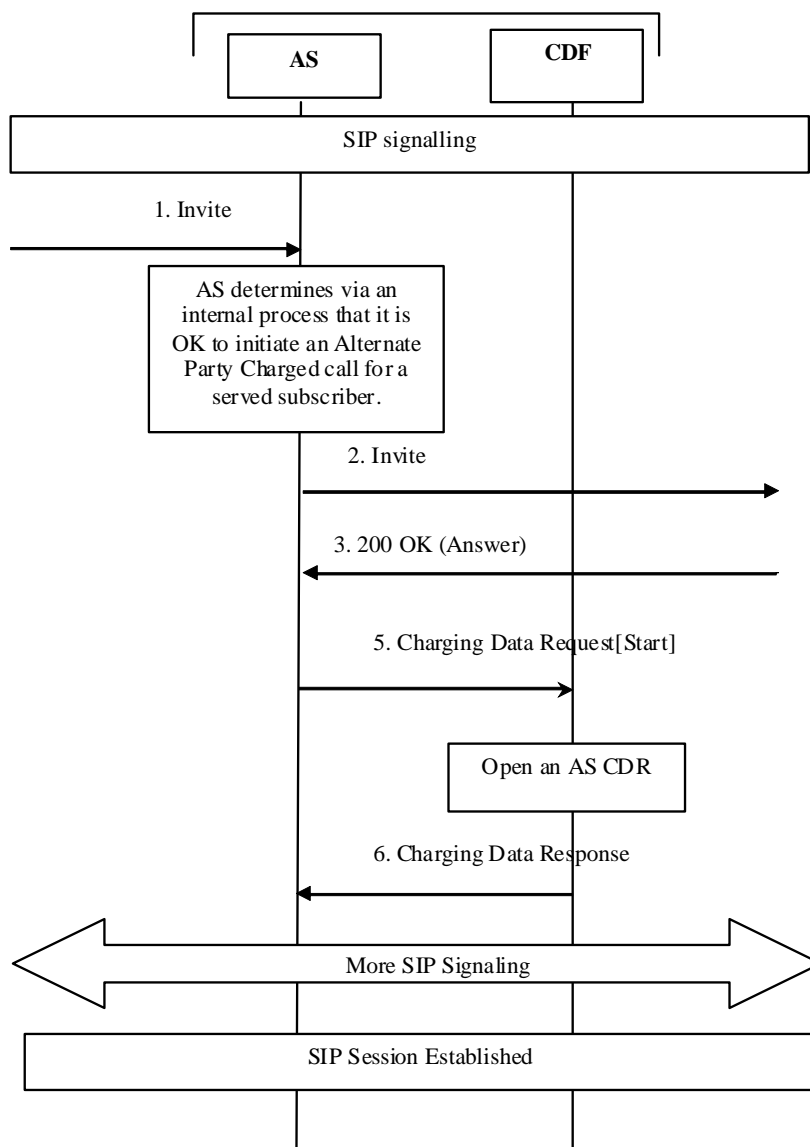 AS
CDF
SIP signalling
1. Invite
AS determines via an
internal process that it is
OK to initiate an Alternate
Party Charged call for a
served subscriber.
2. Invite
3. 200 OK (Answer)
5. Charging Data Request[Start]
Open an AS CDR
6. Charging Data Response
More SIP Signaling
SIP Session Established